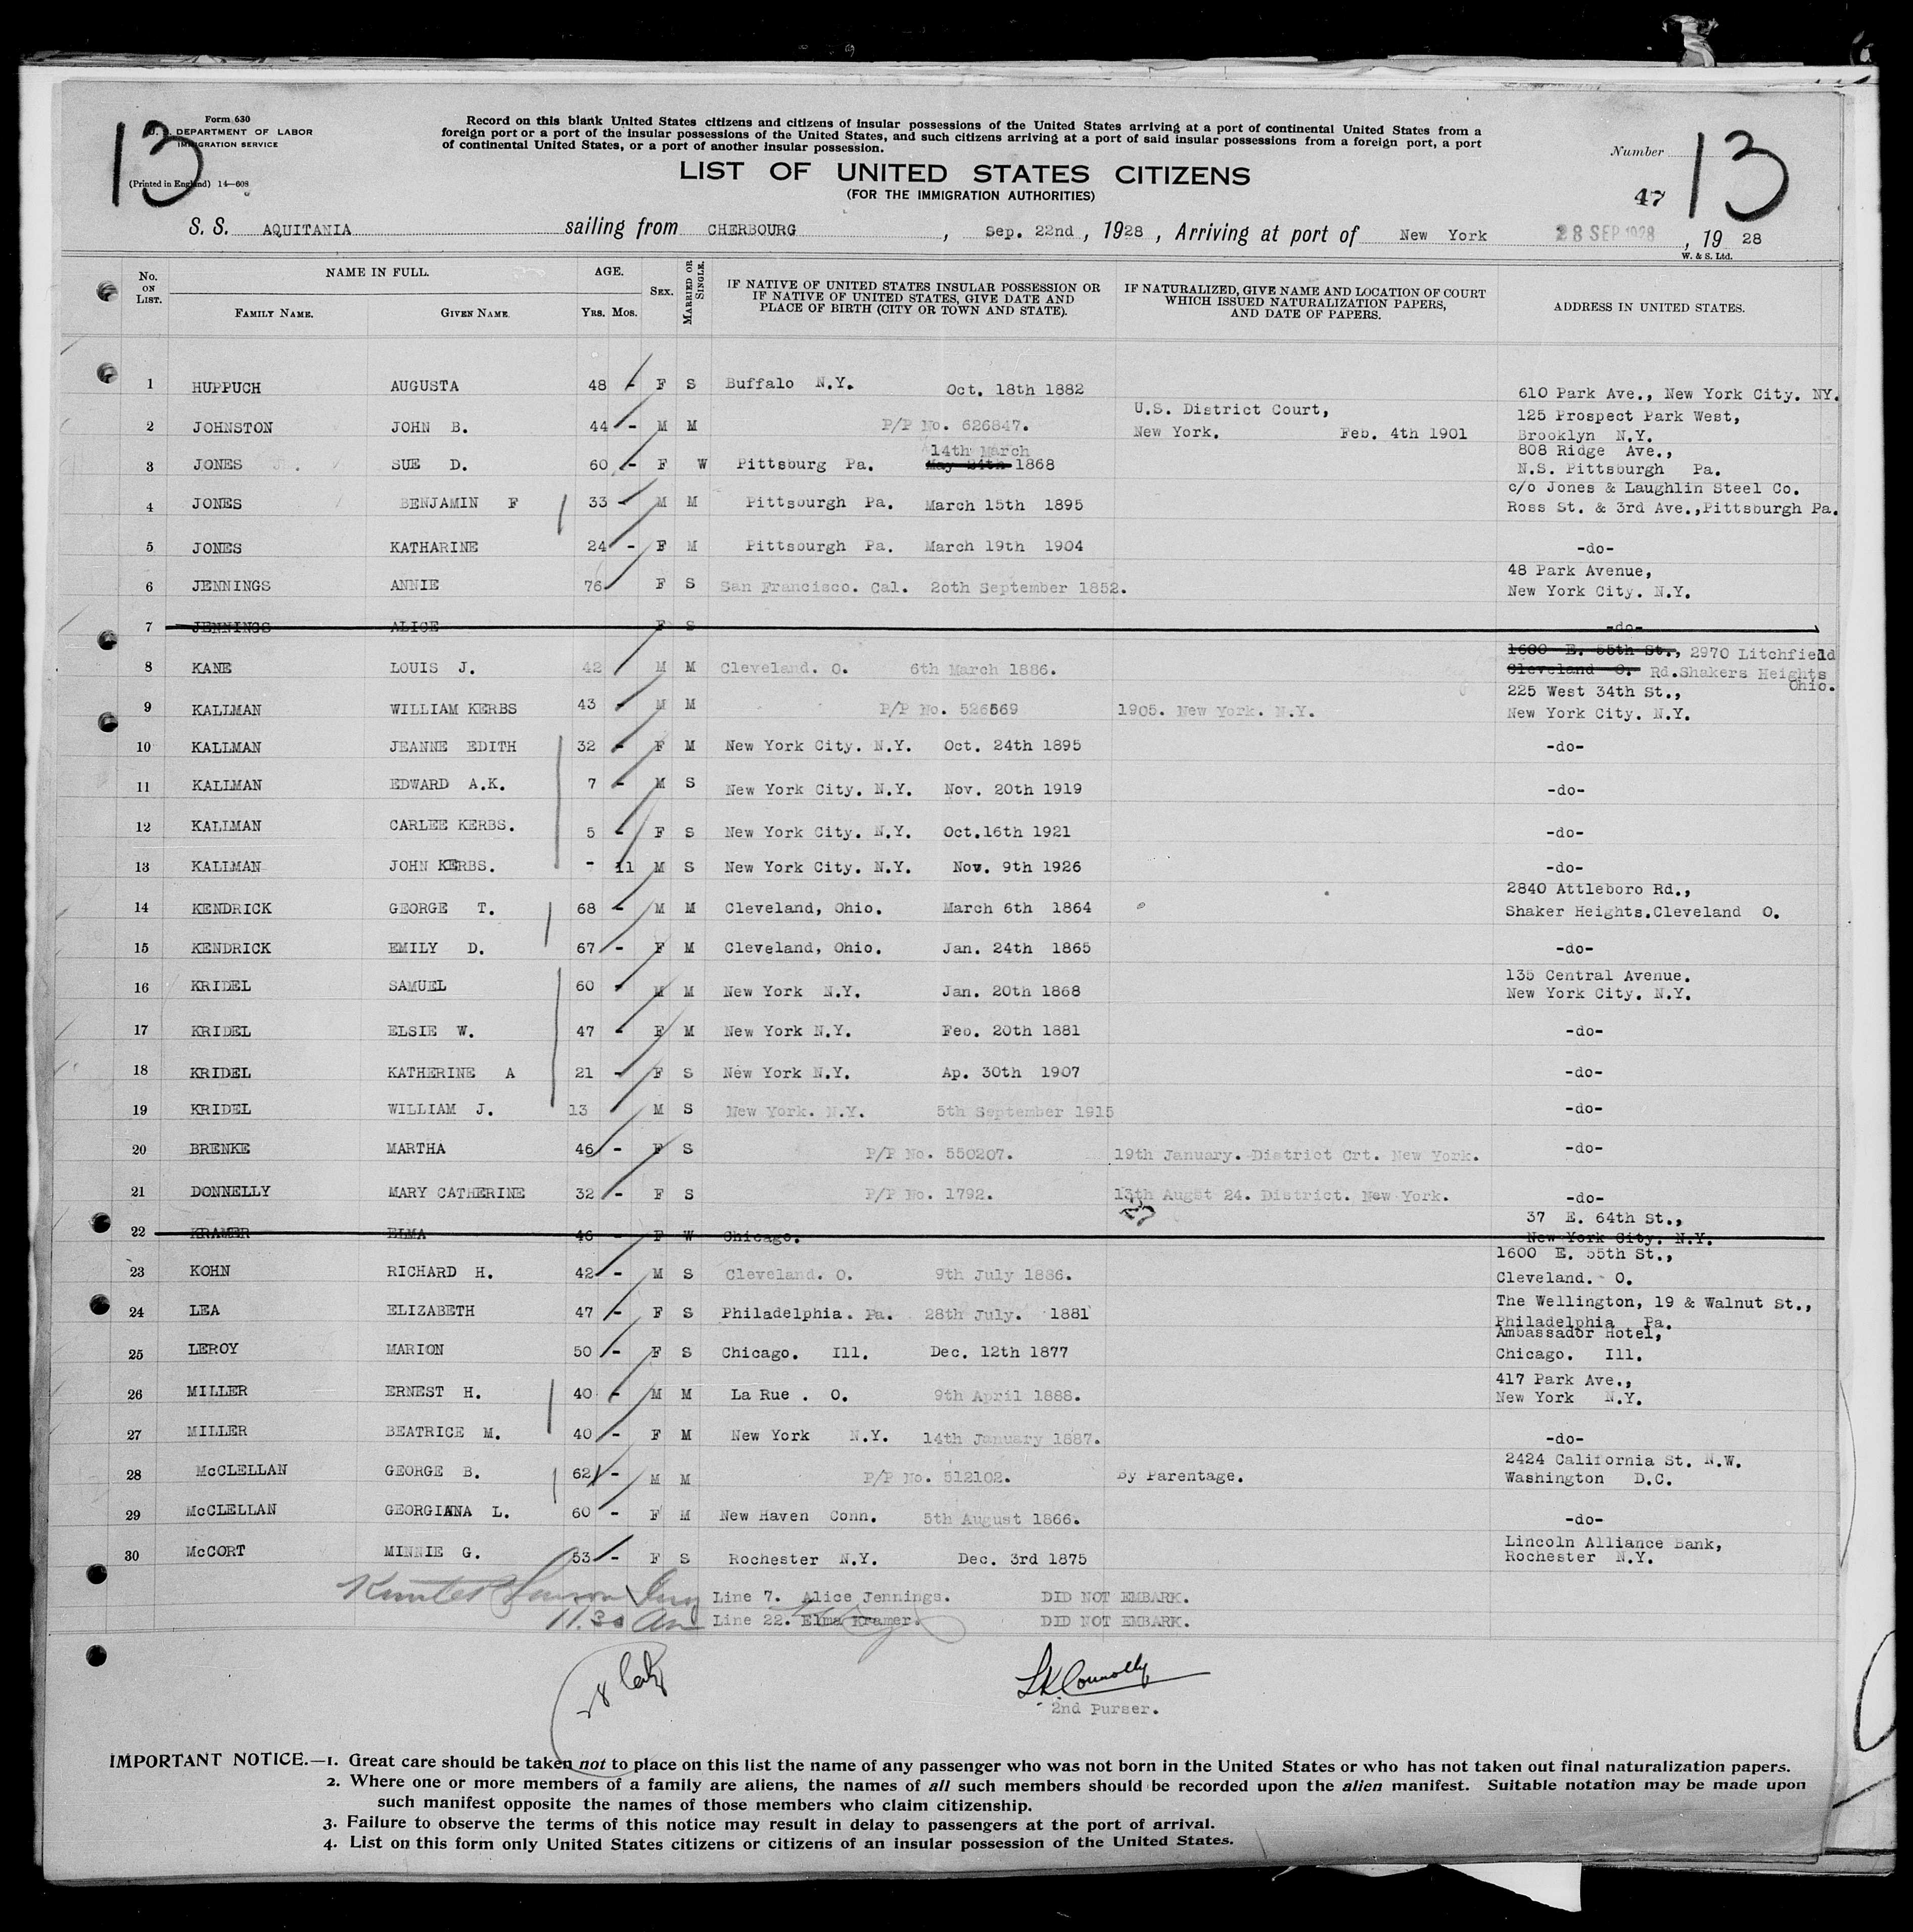 13
Form 630
U. S. DEPARTMENT OF LABOR
IMMIGRATION SERVICE
(Printed in England) 14—608
Record on this blank United States citizens and citizens of insular possessions of the United States arriving at a port of continental United States from a
foreign port or a port of the insular possessions of the United States, and such citizens arriving at a port of said insular possessions from a foreign port, a port
of continental United States, or a port of another insular possession.
LIST OF UNITED STATES CITIZENS
(FOR THE IMMIGRATION AUTHORITIES)
Number 13
47
S. S. AQUITANIA sailing from CHERBOURG, Sep. 22nd, 1928, Arriving at port of New York 28 SEP 1928, 1928
W. & S. Ltd.
No. ON LIST. NAME IN FULL. FAMILY NAME. GIVEN NAME. AGE. Yrs. Mos. SEX. MARRIED OR SINGLE. IF NATIVE OF UNITED STATES INSULAR POSSESSION OR IF NATIVE OF UNITED STATES, GIVE DATE AND PLACE OF BIRTH (CITY OR TOWN AND STATE). IF NATURALIZED, GIVE NAME AND LOCATION OF COURT WHICH ISSUED NATURALIZATION PAPERS, AND DATE OF PAPERS. ADDRESS IN UNITED STATES.
1 HUPPUCH AUGUSTA 48 - F S Buffalo N.Y. Oct. 18th 1882 610 Park Ave., New York City. NY.
2 JOHNSTON JOHN B. 44 - M M P/P No. 626847. U.S. District Court, New York. Feb. 4th 1901 125 Prospect Park West, Brooklyn N.Y.
3 JONES SUE D. 60 - F W Pittsburg Pa. 14th March May 24th 1868 808 Ridge Ave., N.S. Pittsburgh Pa.
4 JONES BENJAMIN F 33 - M M Pittsburgh Pa. March 15th 1895 c/o Jones & Laughlin Steel Co. Ross St. & 3rd Ave.,Pittsburgh Pa.
5 JONES KATHARINE 24 - F M Pittsburgh Pa. March 19th 1904 -do-
6 JENNINGS ANNIE 76 F S San Francisco. Cal. 20th September 1852. 48 Park Avenue, New York City. N.Y.
7 JENNINGS ALICE F S -do-
8 KANE LOUIS J. 42 M M Cleveland. O. 6th March 1886. 1600 E. 55th St., Cleveland O. 2970 Litchfield Rd.Shakers Heights Ohio.
9 KALLMAN WILLIAM KERBS 43 - M M P/P No. 526569 1905. New York. N.Y. 225 West 34th St., New York City. N.Y.
10 KALLMAN JEANNE EDITH 32 - F M New York City. N.Y. Oct. 24th 1895 -do-
11 KALLMAN EDWARD A.K. 7 - M S New York City. N.Y. Nov. 20th 1919 -do-
12 KALLMAN CARLEE KERBS. 5 - F S New York City. N.Y. Oct.16th 1921 -do-
13 KALLMAN JOHN KERBS. - 11 M S New York City. N.Y. Nov. 9th 1926 -do-
14 KENDRICK GEORGE T. 68 - M M Cleveland, Ohio. March 6th 1864 2840 Attleboro Rd., Shaker Heights.Cleveland O.
15 KENDRICK EMILY D. 67 - F M Cleveland, Ohio. Jan. 24th 1865 -do-
16 KRIDEL SAMUEL 60 - M M New York N.Y. Jan. 20th 1868 135 Central Avenue. New York City. N.Y.
17 KRIDEL ELSIE W. 47 - F M New York N.Y. Feb. 20th 1881 -do-
18 KRIDEL KATHERINE A 21 - F S New York N.Y. Ap. 30th 1907 -do-
19 KRIDEL WILLIAM J. 13 M S New York. N.Y. 5th September 1915 -do-
20 BRENKE MARTHA 46 - F S P/P No. 550207. 19th January. District Crt. New York. -do-
21 DONNELLY MARY CATHERINE 32 - F S P/P No. 1792. 13th Augst 24. District. New York. -do-
22 KRAMER ELMA 46 - F W Chicago. 37 E. 64th St., New York City. N.Y.
23 KOHN RICHARD H. 42 - M S Cleveland. O. 9th July 1886. 1600 E. 55th St., Cleveland. O.
24 LEA ELIZABETH 47 - F S Philadelphia. Pa. 28th July. 1881 The Wellington, 19 & Walnut St., Philadelphia Pa.
25 LEROY MARION 50 - F S Chicago. Ill. Dec. 12th 1877 Ambassador Hotel, Chicago. Ill.
26 MILLER ERNEST H. 40 - M M La Rue . O. 9th April 1888. 417 Park Ave., New York N.Y.
27 MILLER BEATRICE M. 40 - F M New York N.Y. 14th January 1887. -do-
28 McCLELLAN GEORGE B. 62 - M M P/P No. 512102. By Parentage. 2424 California St. N.W. Washington D.C.
29 McCLELLAN GEORGIANA L. 60 - F M New Haven Conn. 5th August 1866. -do-
30 McCORT MINNIE G. 53 - F S Rochester N.Y. Dec. 3rd 1875 Lincoln Alliance Bank, Rochester N.Y.
Line 7. Alice Jennings. DID NOT EMBARK.
11.30 am Line 22. Elma Kramer. DID NOT EMBARK.
28
LK Connolly
2nd Purser.
IMPORTANT NOTICE.—1. Great care should be taken not to place on this list the name of any passenger who was not born in the United States or who has not taken out final naturalization papers.
2. Where one or more members of a family are aliens, the names of all such members should be recorded upon the alien manifest. Suitable notation may be made upon
such manifest opposite the names of those members who claim citizenship.
3. Failure to observe the terms of this notice may result in delay to passengers at the port of arrival.
4. List on this form only United States citizens or citizens of an insular possession of the United States.